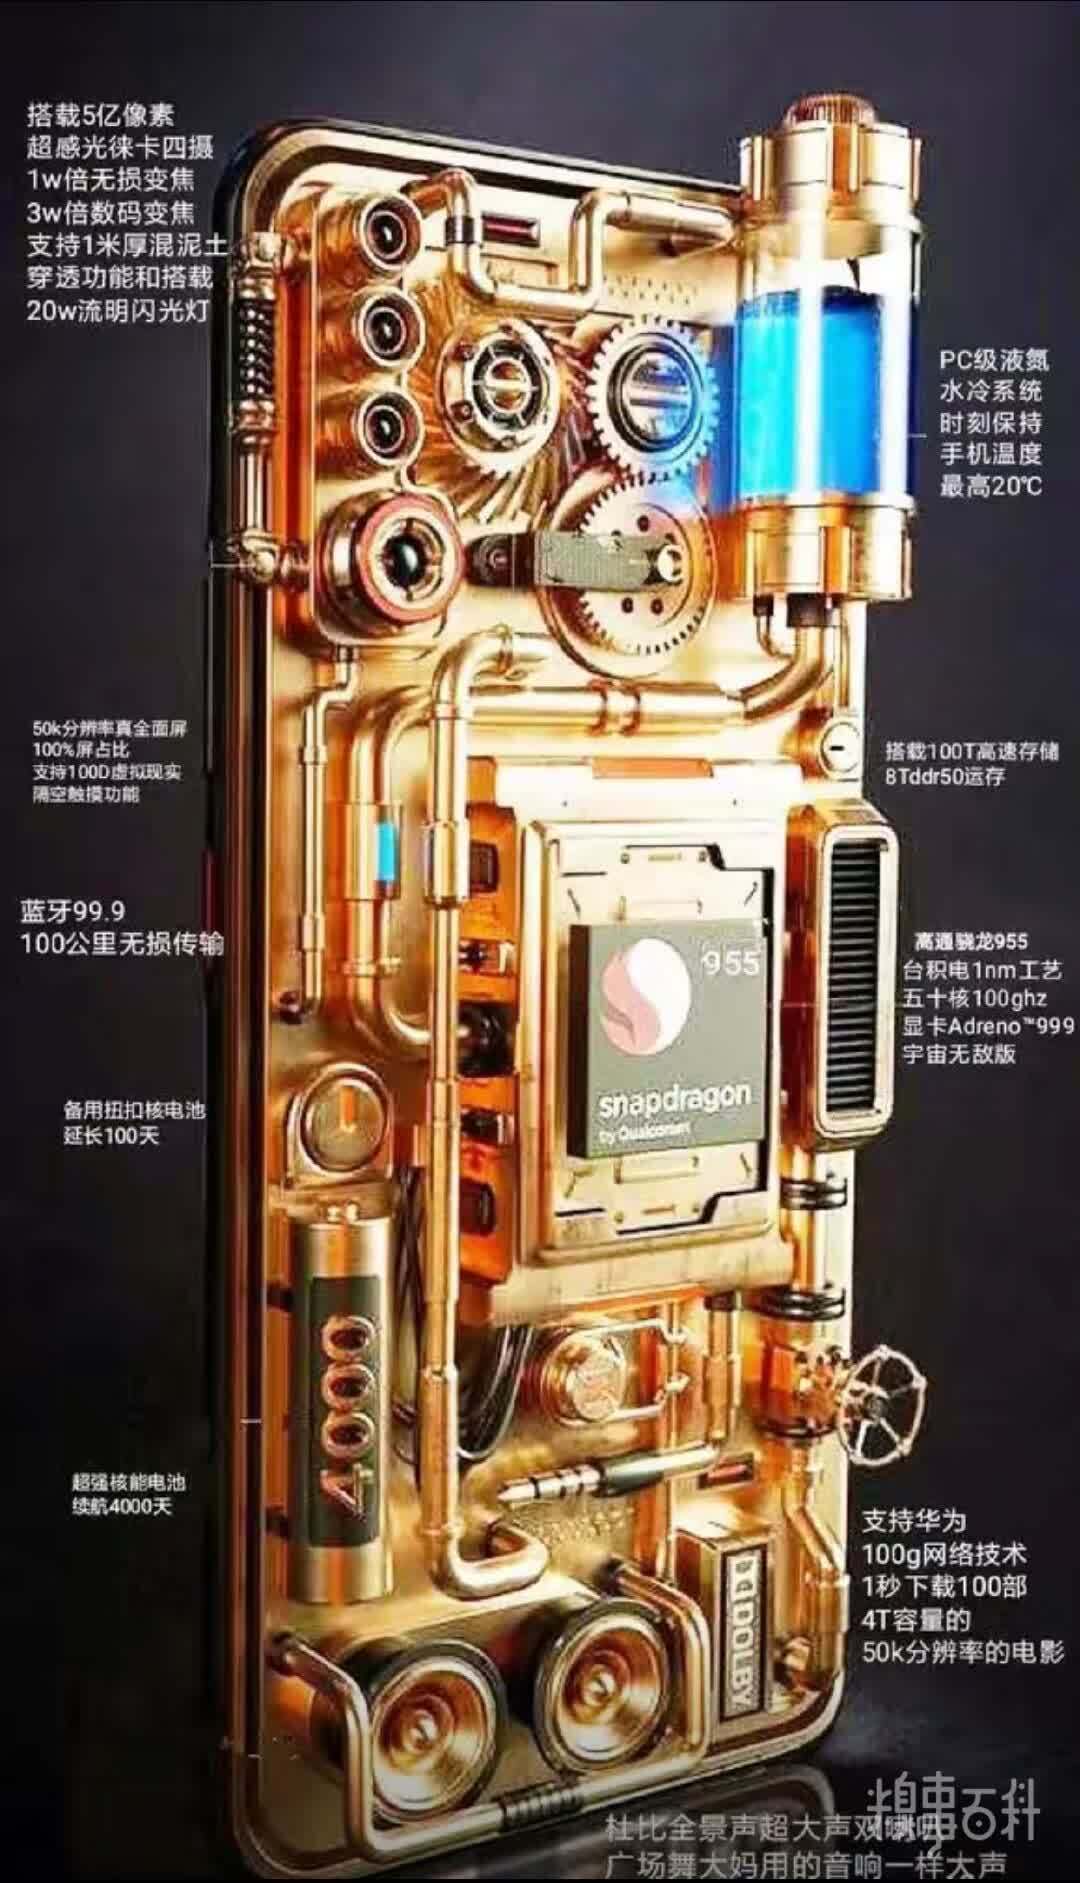 搭载5亿像素
超感光徕卡四摄
1w倍无损变焦
3w倍数码变焦
支持1米厚混泥土
穿透功能和搭载
20w流明闪光灯
PC级液氮
水冷系统
时刻保持
手机温度
最高20℃
50k分辨率真全面屏
100%屏占比
支持100D虚拟现实
隔空触摸功能
搭载100T高速存储
8Tddr50运存
蓝牙99.9
100公里无损传输
955
snapdragon
by Qualcomm
高通骁龙955
台积电1nm工艺
五十核100ghz
显卡Adreno™999
宇宙无敌版
备用扭扣核电池
延长100天
4000
超强核能电池
续航4000天
支持华为
100g网络技术
1秒下载100部
4T容量的
50k分辨率的电影
DOLBY
杜比全景声超大声双喇叭
广场舞大妈用的音响一样大声
糗事百科